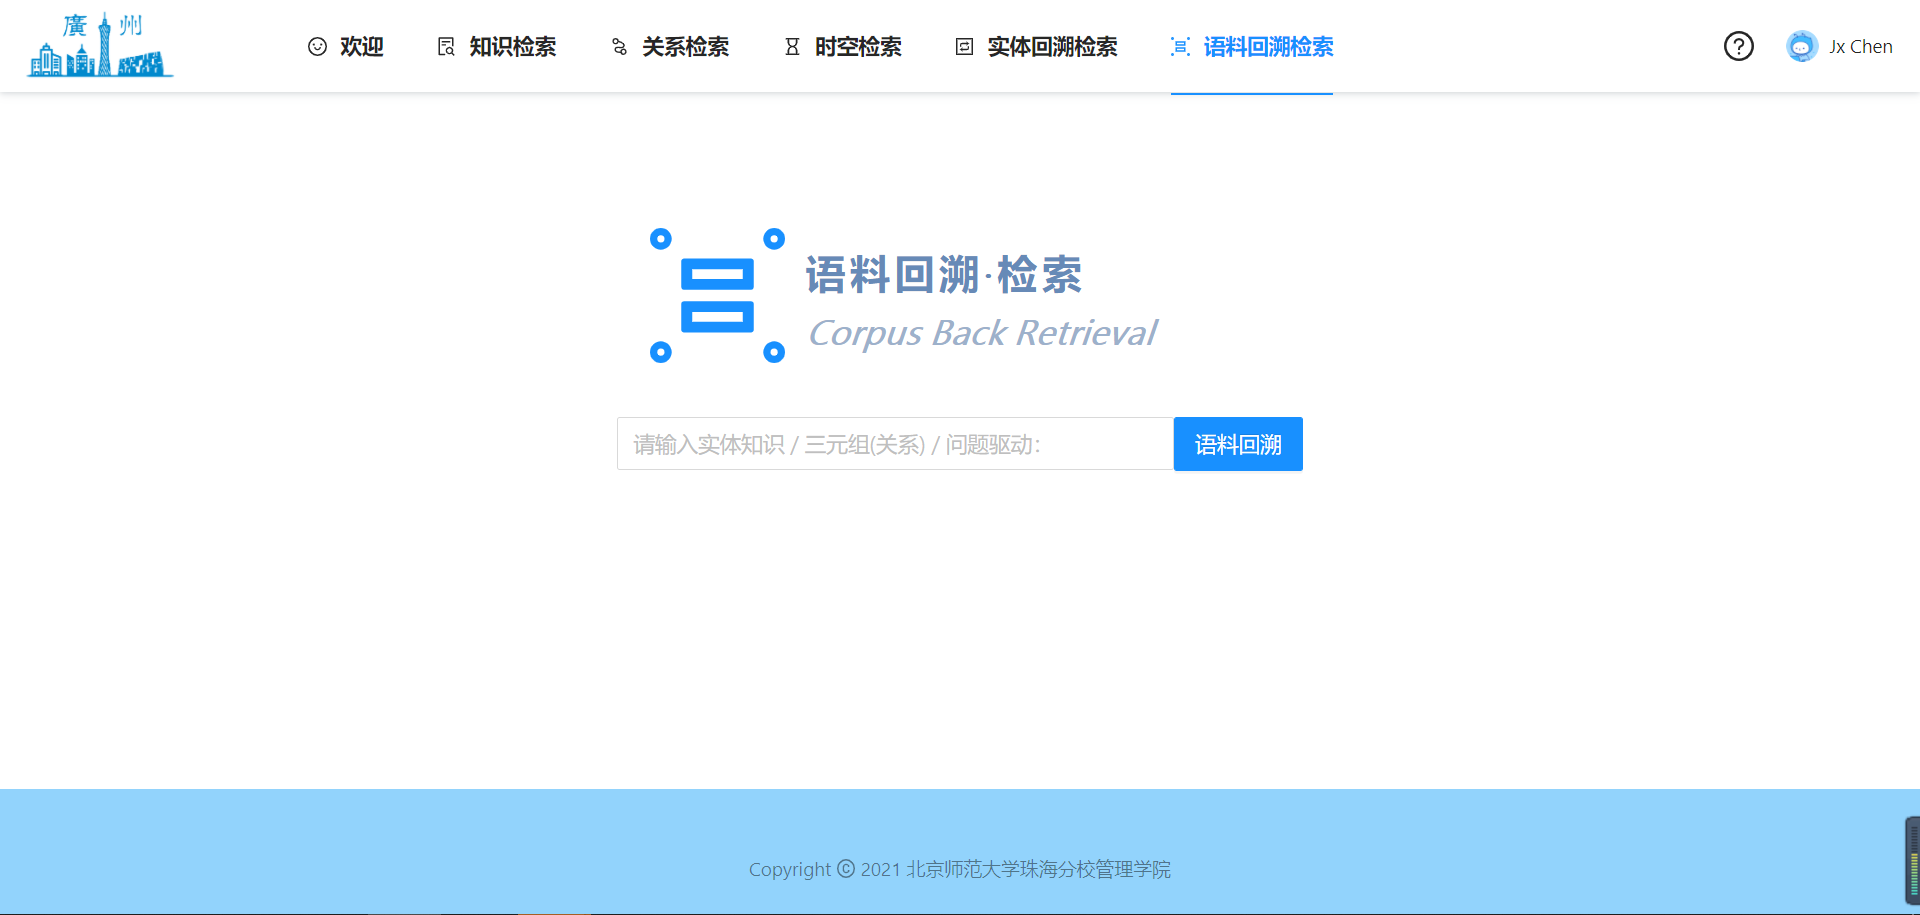 廣 州
欢迎
知识检索
关系检索
时空检索
实体回溯检索
语料回溯检索
Jx Chen
语料回溯·检索
Corpus Back Retrieval
请输入实体知识 / 三元组(关系) / 问题驱动:
语料回溯
Copyright © 2021 北京师范大学珠海分校管理学院